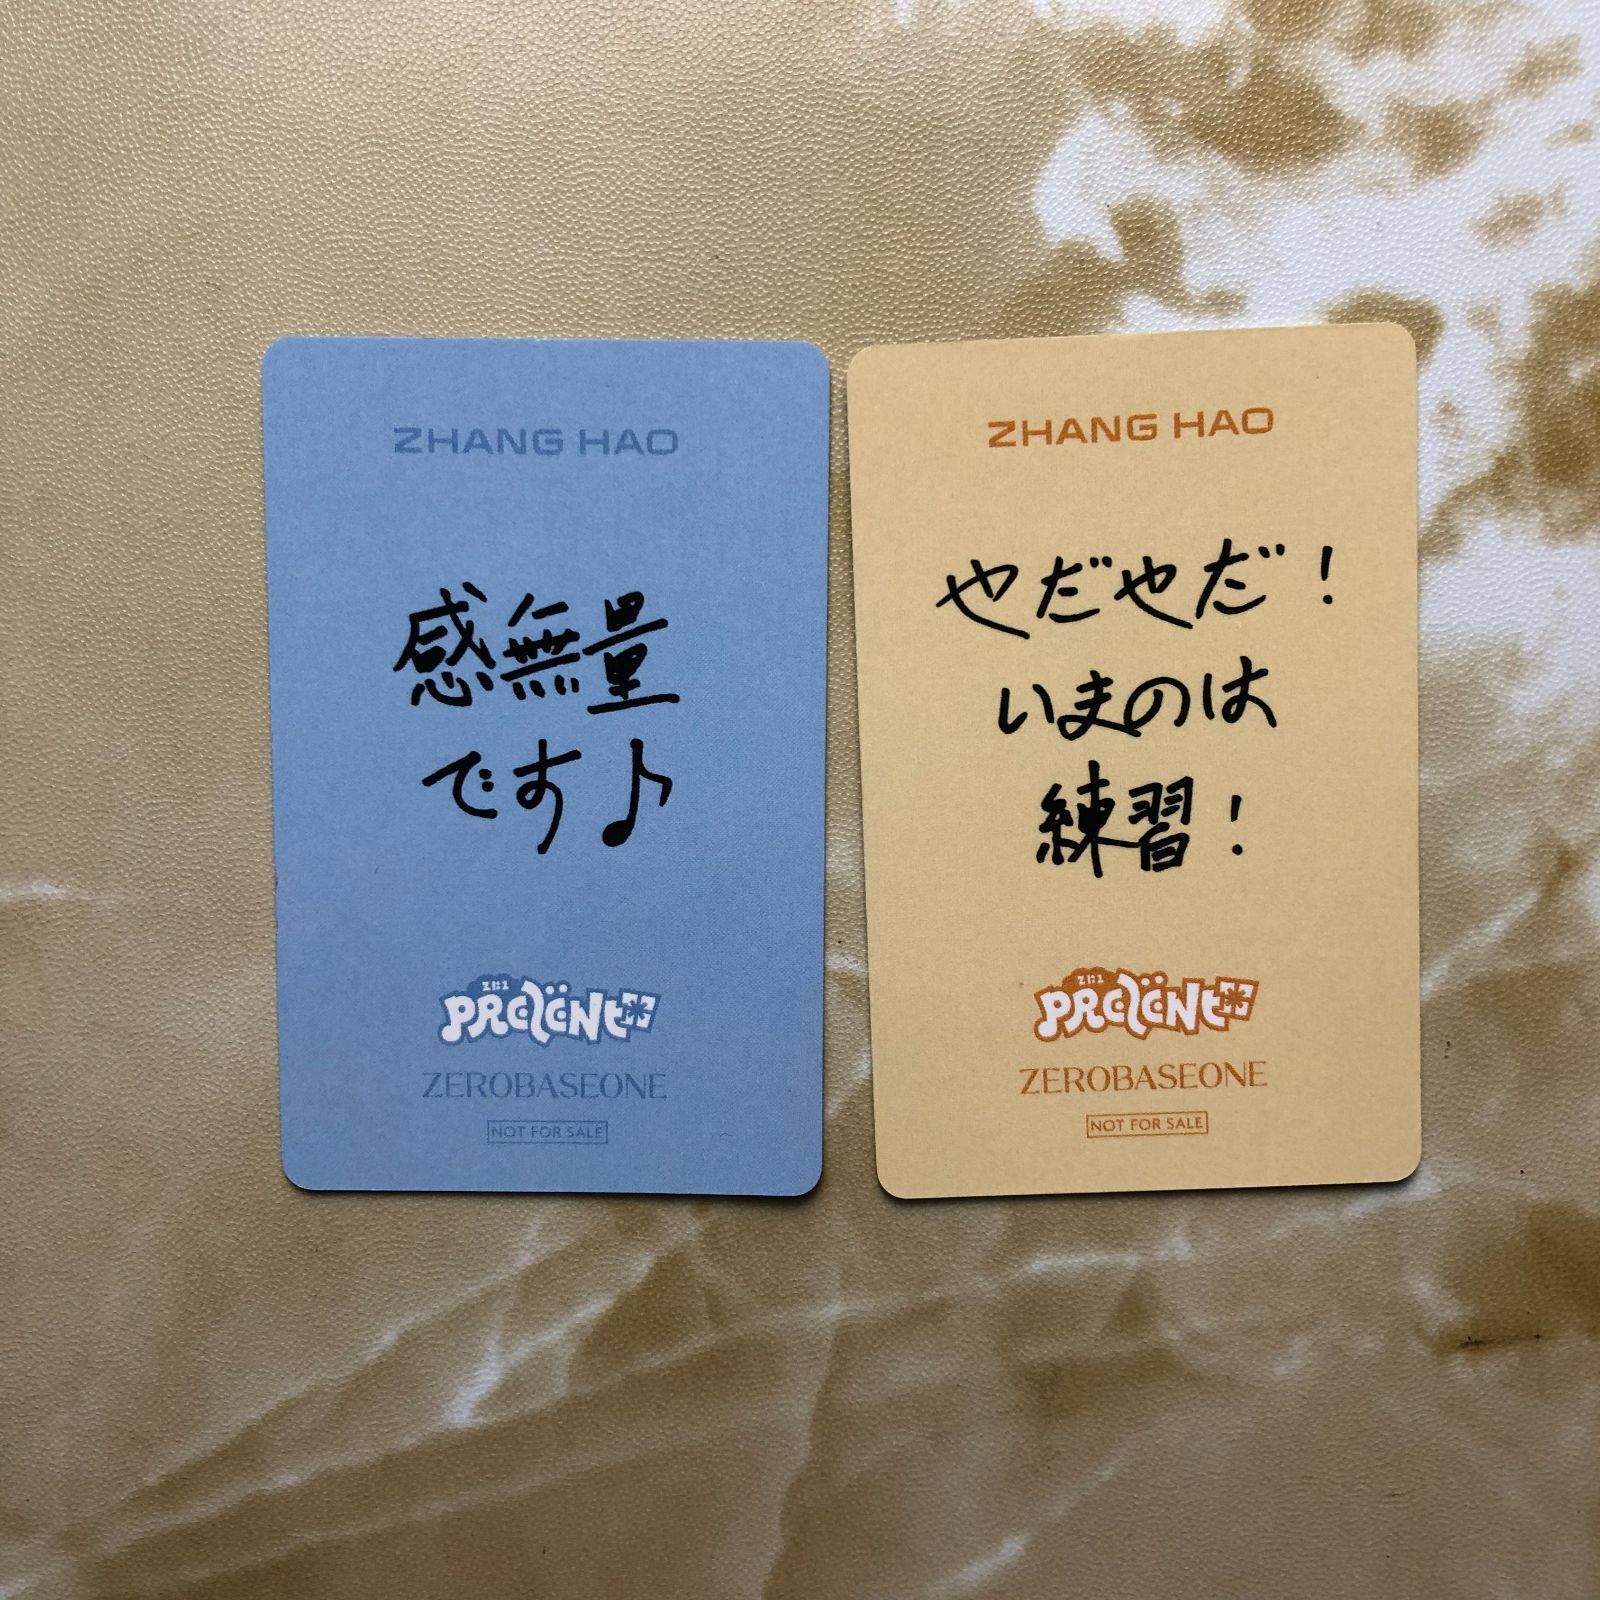 ZHANG HAO
感無量
です♪
ZB1
PRESENT
ZEROBASEONE
NOT FOR SALE
ZHANG HAO
やだやだ!
いまのは
練習!
ZB1
PRESENT
ZEROBASEONE
NOT FOR SALE